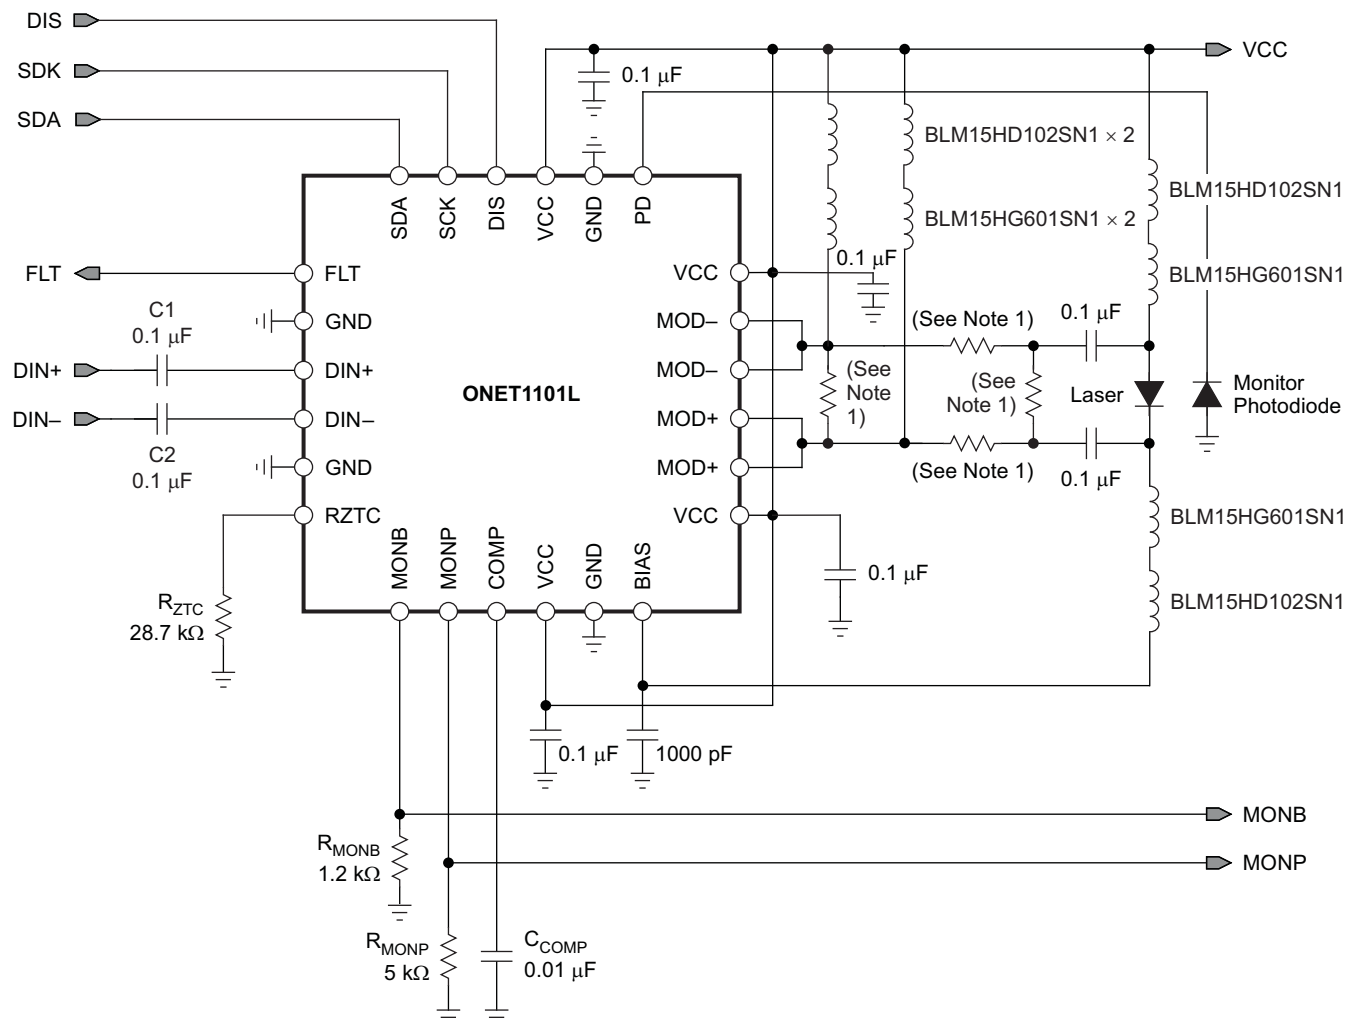 DIS
SDK
SDA
VCC
0.1 μF
BLM15HD102SN1 × 2
BLM15HD102SN1
BLM15HG601SN1 × 2
BLM15HG601SN1
SDA
SCK
DIS
VCC
GND
PD
FLT
FLT
VCC
0.1 μF
C1
0.1 μF
GND
MOD–
(See Note 1)
0.1 μF
DIN+
DIN+
MOD–
(See
Note
1)
(See
Note 1)
Laser
Monitor
Photodiode
ONET1101L
DIN–
DIN–
MOD+
C2
0.1 μF
GND
MOD+
(See Note 1)
0.1 μF
RZTC
VCC
BLM15HG601SN1
MONB
MONP
COMP
VCC
GND
BIAS
0.1 μF
BLM15HD102SN1
RZTC
28.7 kΩ
0.1 μF
1000 pF
MONB
RMONB
1.2 kΩ
MONP
RMONP
5 kΩ
CCOMP
0.01 μF